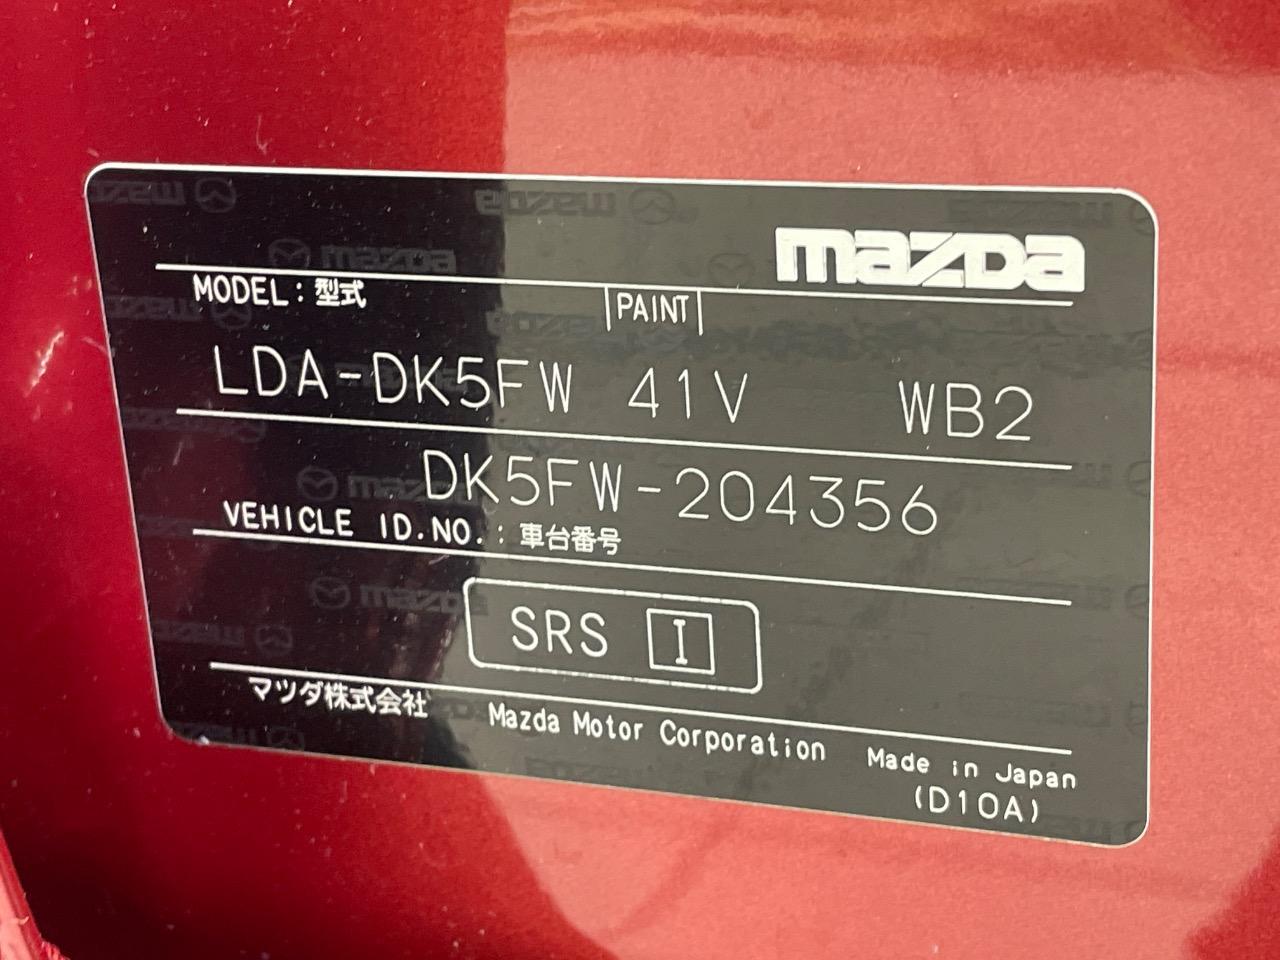 mazda
MODEL: 型式 PAINT
LDA-DK5FW 41V WB2
DK5FW-204356
VEHICLE ID.NO.: 車台番号
SRS I
マツダ株式会社 Mazda Motor Corporation Made in Japan
(D10A)